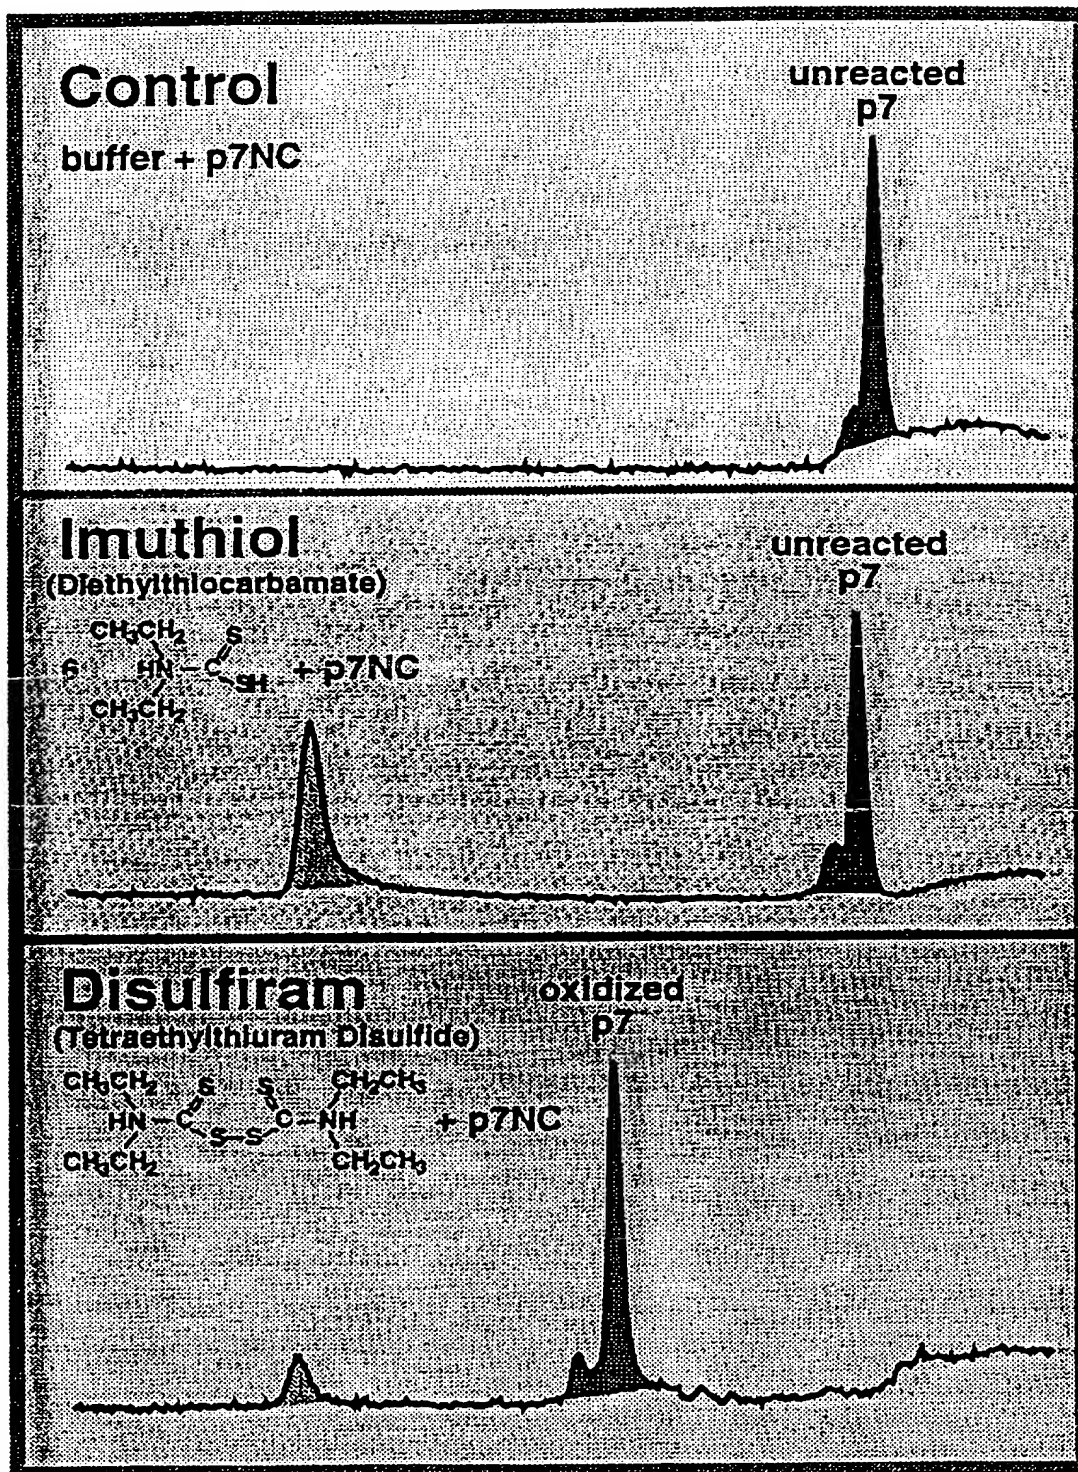 Control
buffer + p7NC
unreacted
p7
Imuthiol
(Diethylthiocarbamate)
unreacted
p7
CH₃CH₂ S
6 HN – C + p7NC
SH
CH₃CH₂
Disulfiram
(Tetraethylthiuram Disulfide)
oxidized
p7
CH₃CH₂ S S CH₂CH₃
HN – C C – NH + p7NC
S – S
CH₃CH₂ CH₂CH₃